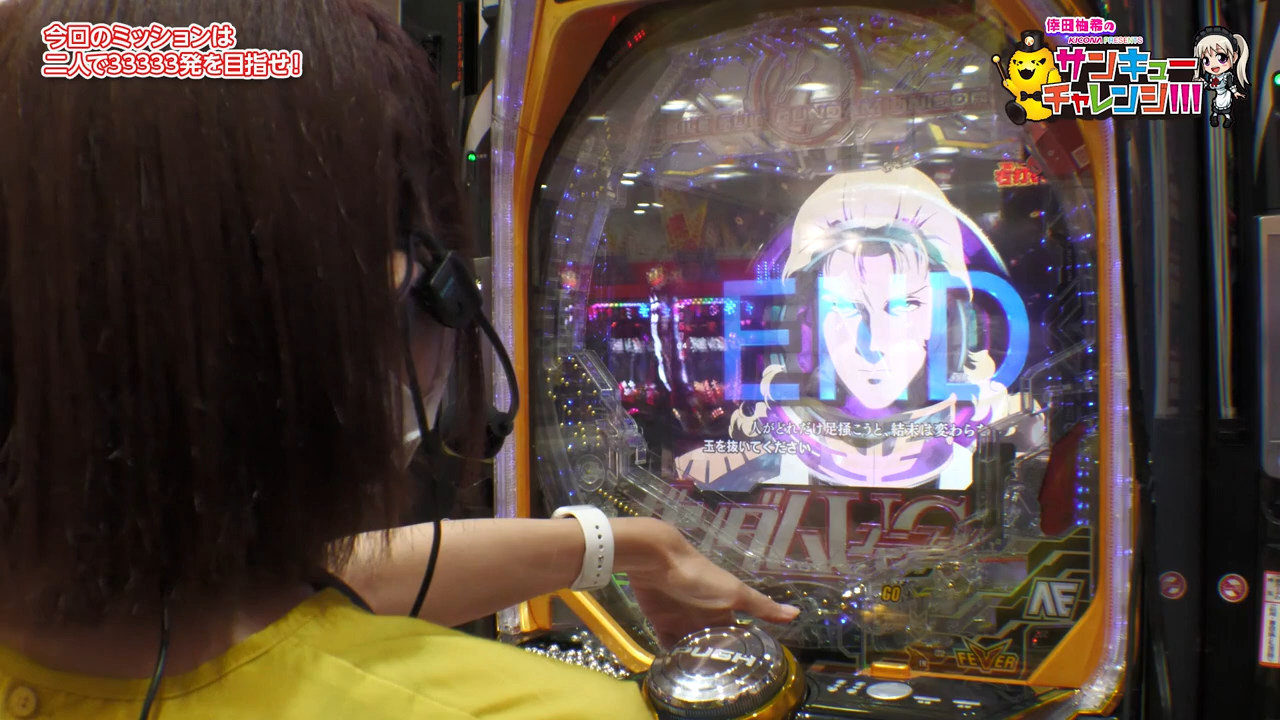 今回のミッションは
二人で33333発を目指せ!
倖田柚希の
KICONA PRESENTS
サンキュー
チャレンジ!!!
END
人がどれだけ足掻こうと、結末は変わらな
玉を抜いてください
GO
FEVER
PUSH